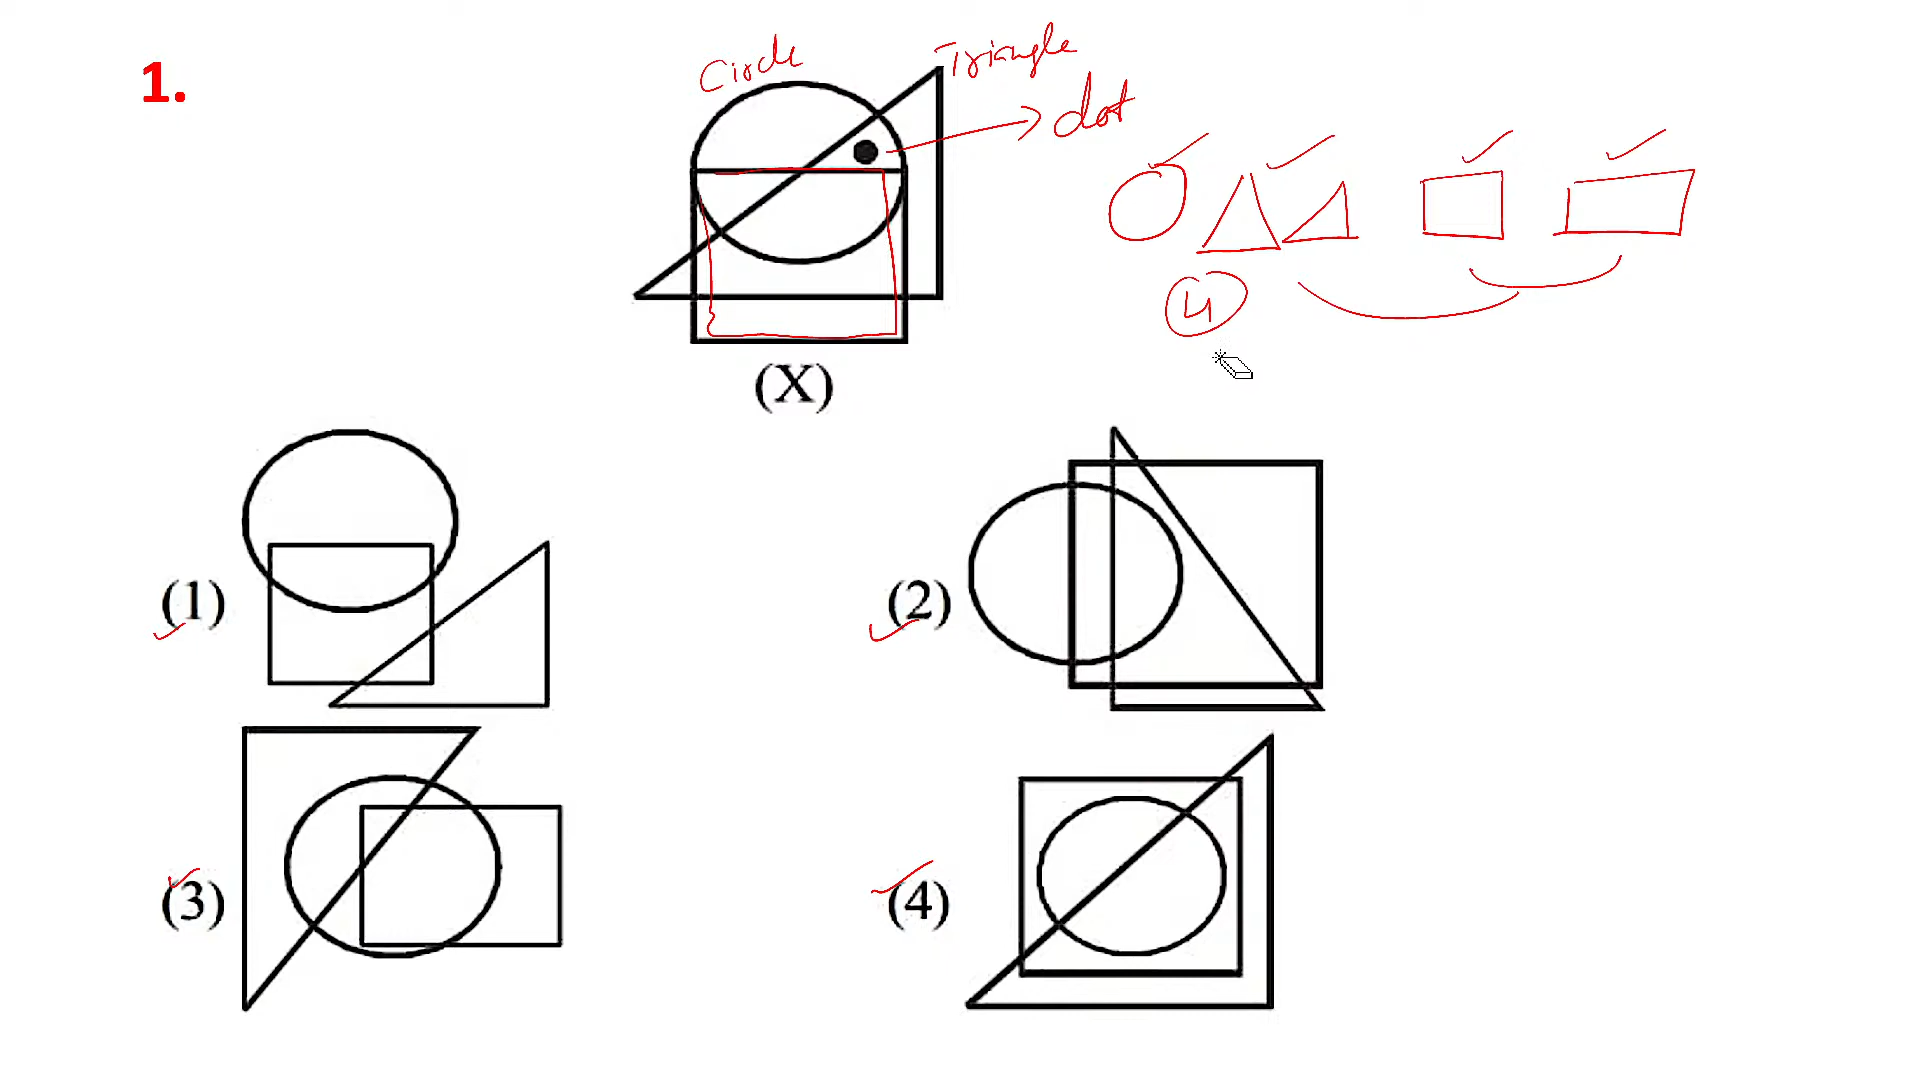 1.
Circle
Triangle
dot
4
(X)
(1)
(2)
(3)
(4)